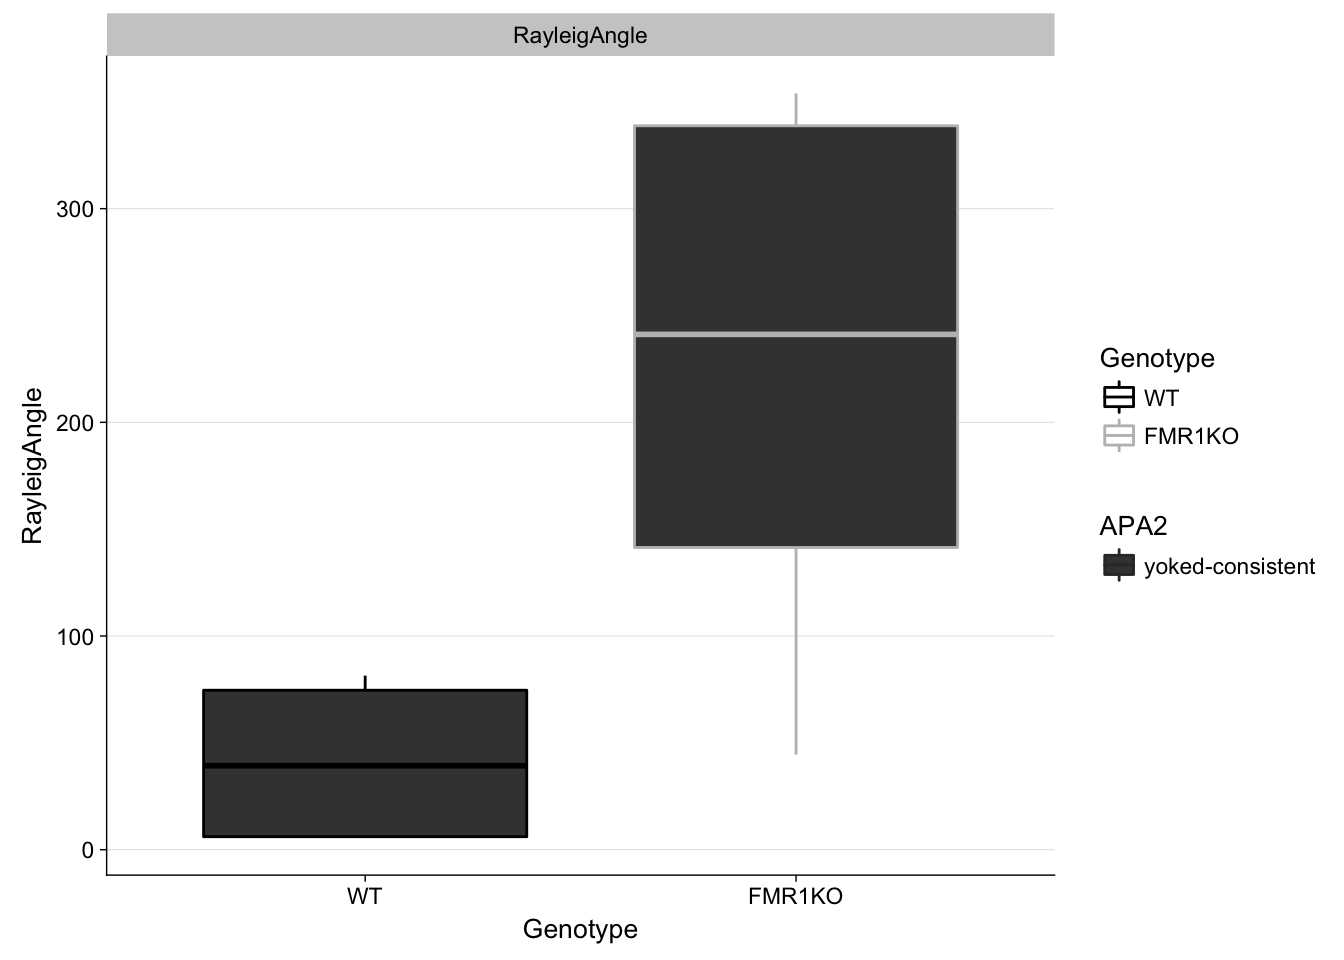 RayleigAngle
RayleigAngle
300
200
100
0
WT
FMR1KO
Genotype
Genotype
WT
FMR1KO
APA2
yoked-consistent